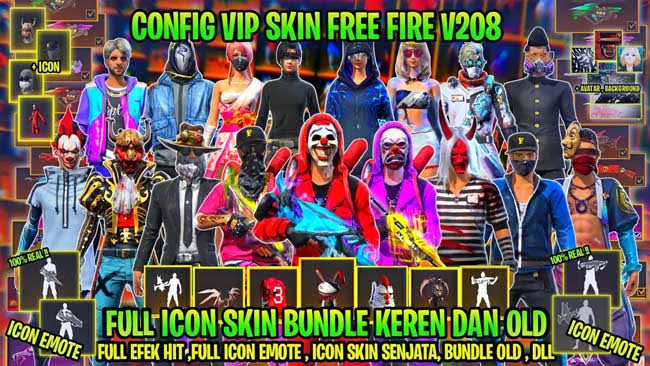 CONFIG VIP SKIN FREE FIRE V208
+ ICON
+ AVATAR, BACKGROUND
100% REAL !!
100% REAL !!
ICON EMOTE
ICON EMOTE
3
FULL ICON SKIN BUNDLE KEREN DAN OLD
FULL EFEK HIT ,FULL ICON EMOTE , ICON SKIN SENJATA, BUNDLE OLD , DLL